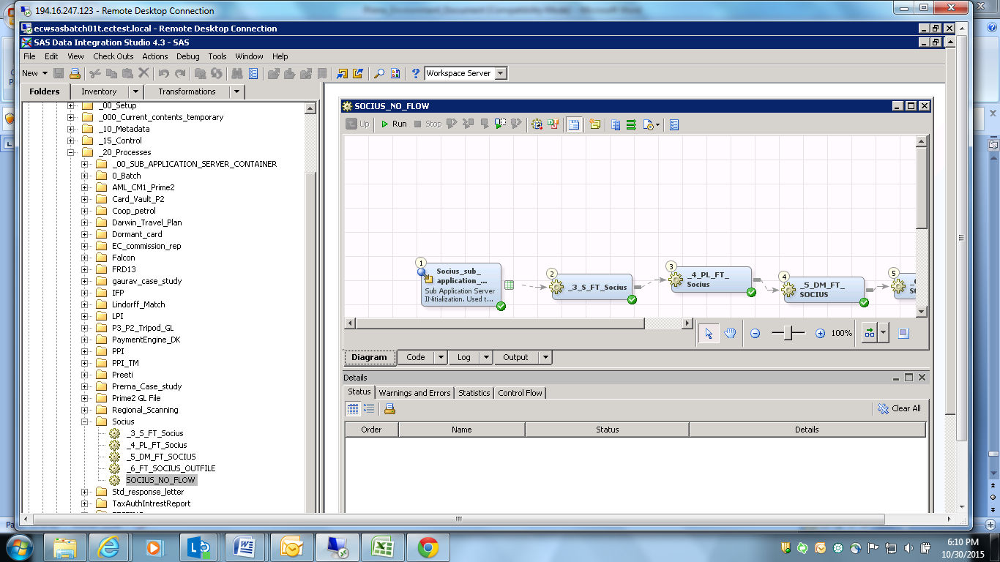 194.16.247.123 - Remote Desktop Connection
ecwsasbatch01t.ectest.local - Remote Desktop Connection
SAS Data Integration Studio 4.3 - SAS
File Edit View Check Outs Actions Debug Tools Window Help
New Workspace Server
Folders Inventory Transformations
_00_Setup
_000_Current_contents_temporary
_10_Metadata
_15_Control
_20_Processes
_00_SUB_APPLICATION_SERVER_CONTAINER
0_Batch
AML_CM1_Prime2
Card_Vault_P2
Coop_petrol
Darwin_Travel_Plan
Dormant_card
EC_commission_rep
Falcon
FRD13
gaurav_case_study
IFP
Lindorff_Match
LPI
P3_P2_Tripod_GL
PaymentEngine_DK
PPI
PPI_TM
Preeti
Prerna_Case_study
Prime2 GL File
Regional_Scanning
Socius
_3_S_FT_Socius
_4_PL_FT_Socius
_5_DM_FT_SOCIUS
_6_FT_SOCIUS_OUTFILE
SOCIUS_NO_FLOW
Std_response_letter
TaxAuthIntrestReport
SOCIUS_NO_FLOW
Up Run Stop
1
Socius_sub_
application_...
Sub Application Server
INitialization. Used t...
2
_3_S_FT_Socius
3
_4_PL_FT_
Socius
4
_5_DM_FT_
SOCIUS
5
100%
Diagram Code Log Output
Details
Status Warnings and Errors Statistics Control Flow
Clear All
Order Name Status Details
6:10 PM
10/30/2015